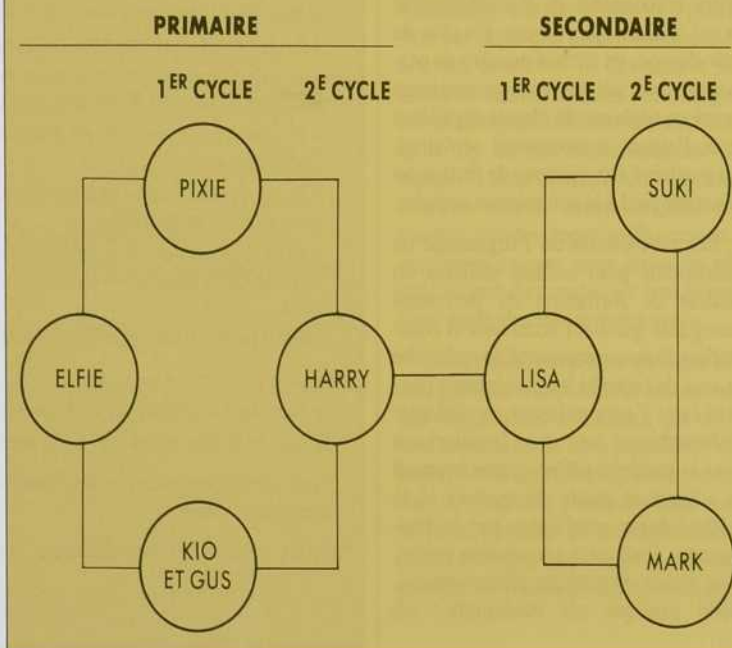 PRIMAIRE SECONDAIRE
1ER CYCLE 2E CYCLE 1ER CYCLE 2E CYCLE
PIXIE SUKI
ELFIE HARRY LISA
KIO
ET GUS
MARK